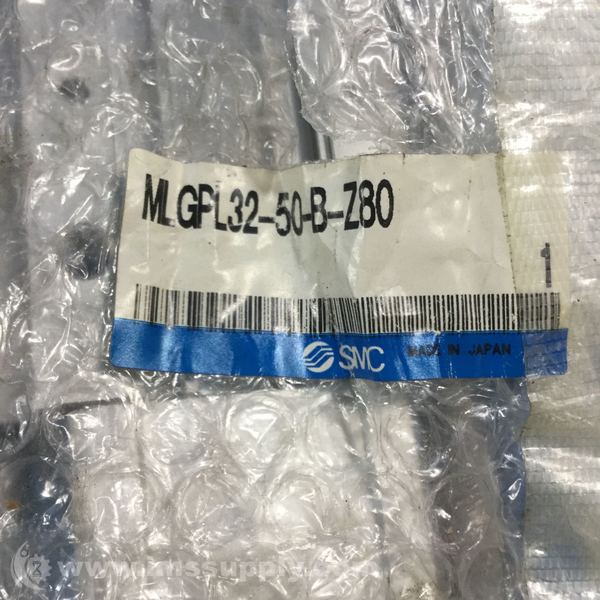 MLGPL32-50-B-Z80
1
SMC
MADE IN JAPAN